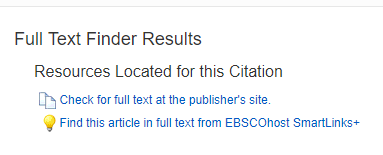 Full Text Finder Results
Resources Located for this Citation
Check for full text at the publisher's site.
Find this article in full text from EBSCOhost SmartLinks+